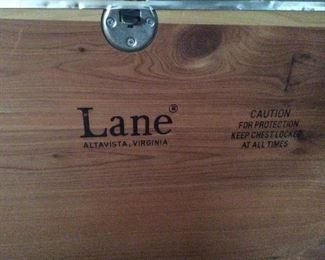 Lane®
ALTAVISTA, VIRGINIA
CAUTION
FOR PROTECTION
KEEP CHEST LOCKED
AT ALL TIMES